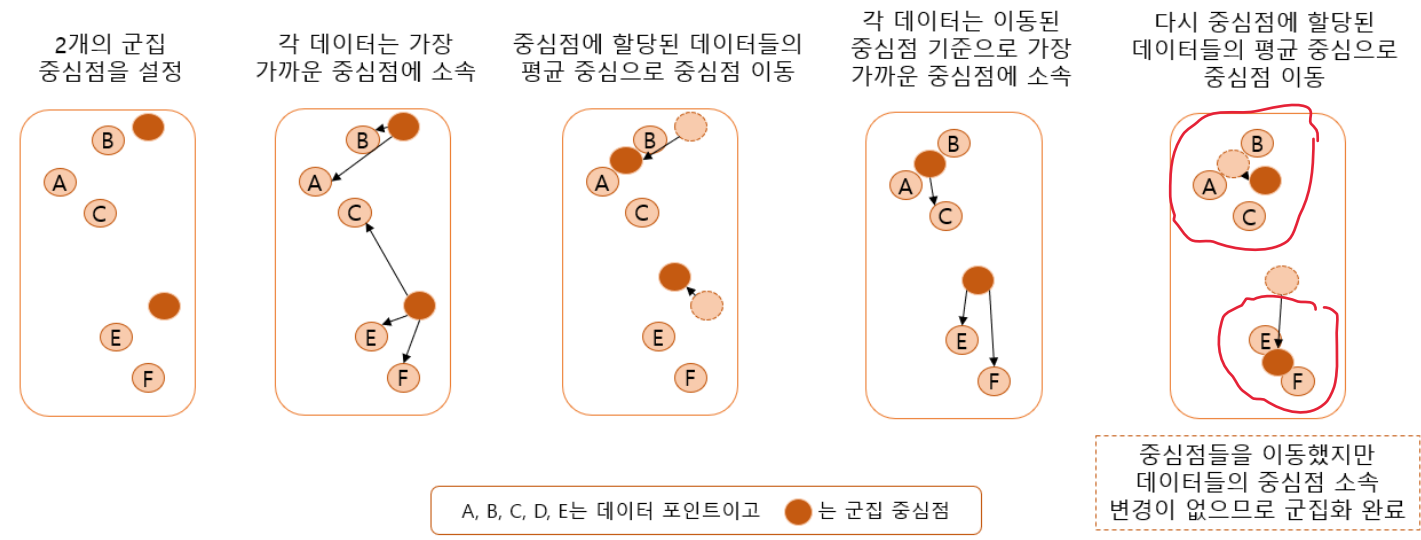 2개의 군집
중심점을 설정
각 데이터는 가장
가까운 중심점에 소속
중심점에 할당된 데이터들의
평균 중심으로 중심점 이동
각 데이터는 이동된
중심점 기준으로 가장
가까운 중심점에 소속
다시 중심점에 할당된
데이터들의 평균 중심으로
중심점 이동
B
A
C
E
F
B
A
C
E
F
B
A
C
E
F
B
A
C
E
F
B
A
C
E
F
중심점들을 이동했지만
데이터들의 중심점 소속
변경이 없으므로 군집화 완료
A, B, C, D, E는 데이터 포인트이고 는 군집 중심점